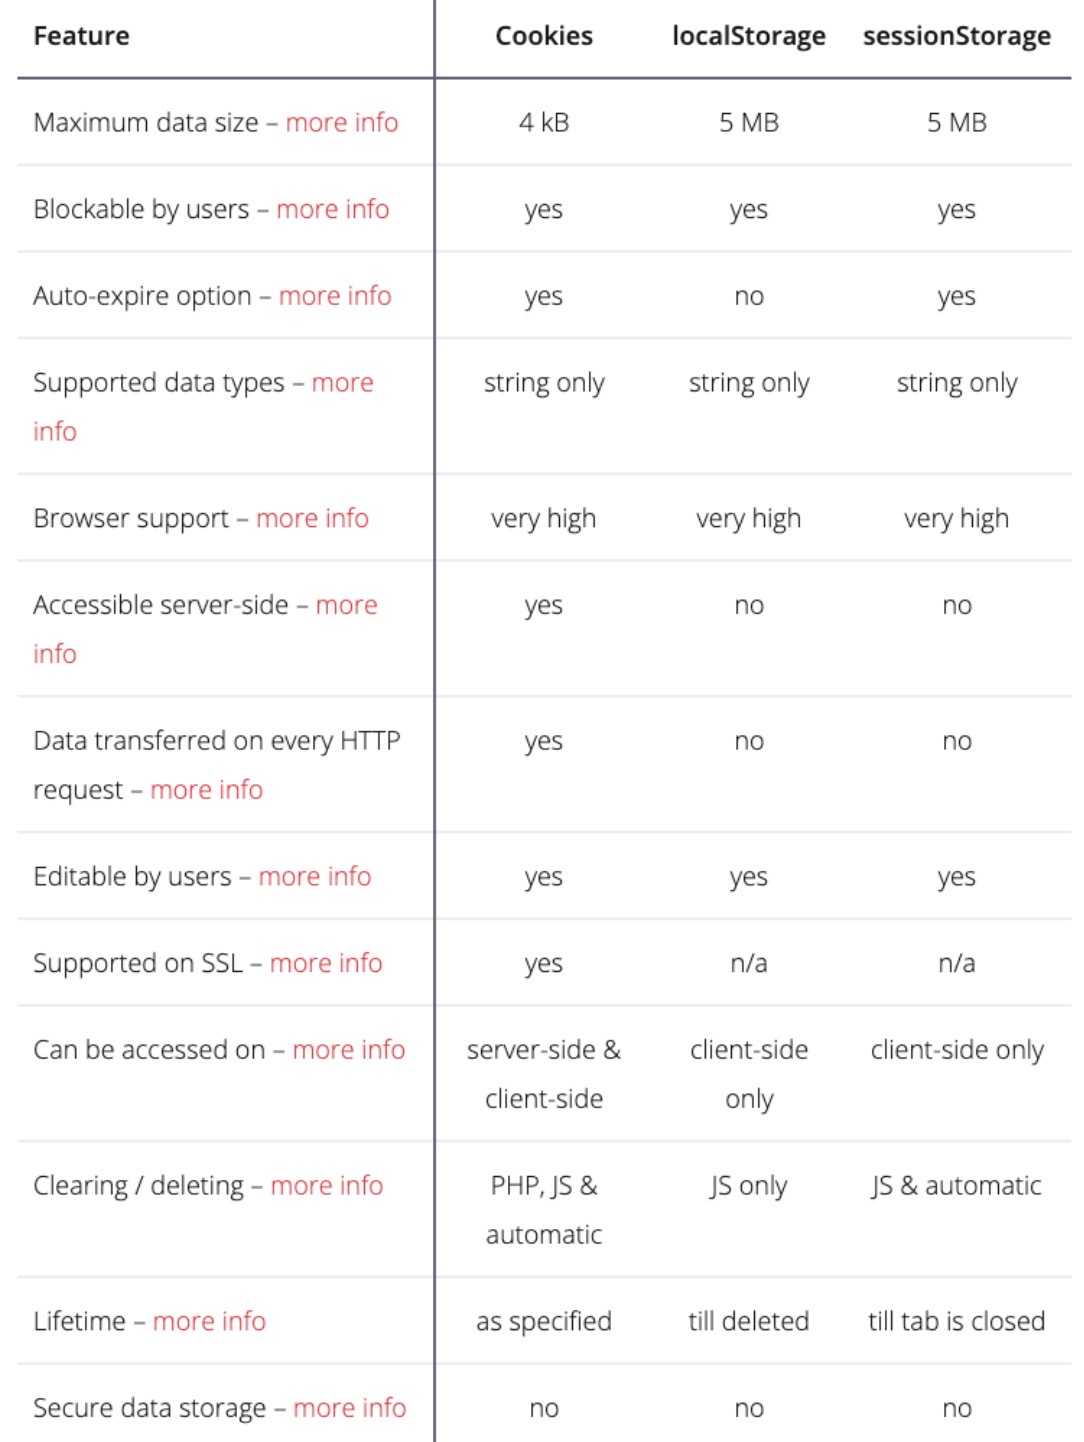 Feature Cookies localStorage sessionStorage
Maximum data size – more info 4 kB 5 MB 5 MB
Blockable by users – more info yes yes yes
Auto-expire option – more info yes no yes
Supported data types – more string only string only string only
info
Browser support – more info very high very high very high
Accessible server-side – more yes no no
info
Data transferred on every HTTP yes no no
request – more info
Editable by users – more info yes yes yes
Supported on SSL – more info yes n/a n/a
Can be accessed on – more info server-side & client-side client-side only
client-side only
Clearing / deleting – more info PHP, JS & JS only JS & automatic
automatic
Lifetime – more info as specified till deleted till tab is closed
Secure data storage – more info no no no